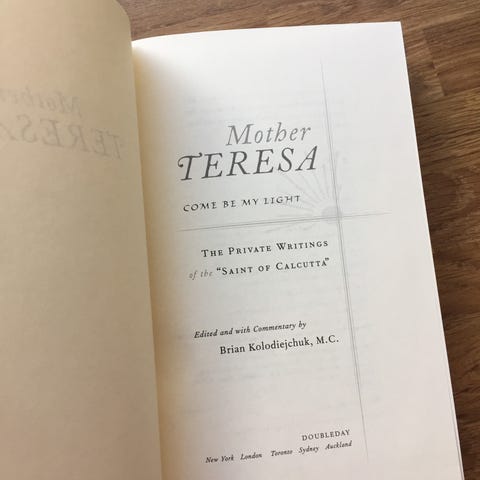 Mother
TERESA
COME BE MY LIGHT
THE PRIVATE WRITINGS
of the "SAINT OF CALCUTTA"
Edited and with Commentary by
Brian Kolodiejchuk, M.C.
DOUBLEDAY
New York London Toronto Sydney Auckland